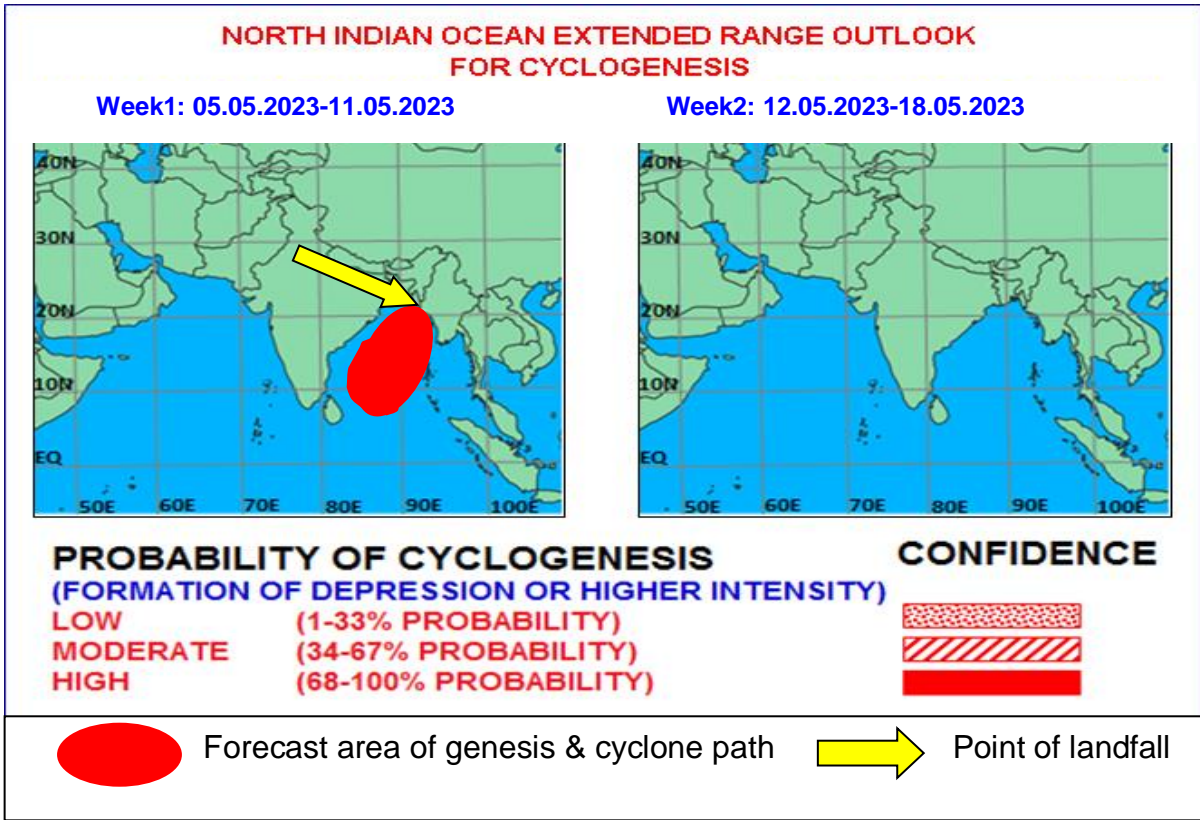 NORTH INDIAN OCEAN EXTENDED RANGE OUTLOOK
FOR CYCLOGENESIS
Week1: 05.05.2023-11.05.2023
Week2: 12.05.2023-18.05.2023
40N
30N
20N
10N
EQ
50E 60E 70E 80E 90E 100E
40N
30N
20N
10N
EQ
50E 60E 70E 80E 90E 100E
PROBABILITY OF CYCLOGENESIS
CONFIDENCE
(FORMATION OF DEPRESSION OR HIGHER INTENSITY)
LOW (1-33% PROBABILITY)
MODERATE (34-67% PROBABILITY)
HIGH (68-100% PROBABILITY)
Forecast area of genesis & cyclone path
Point of landfall